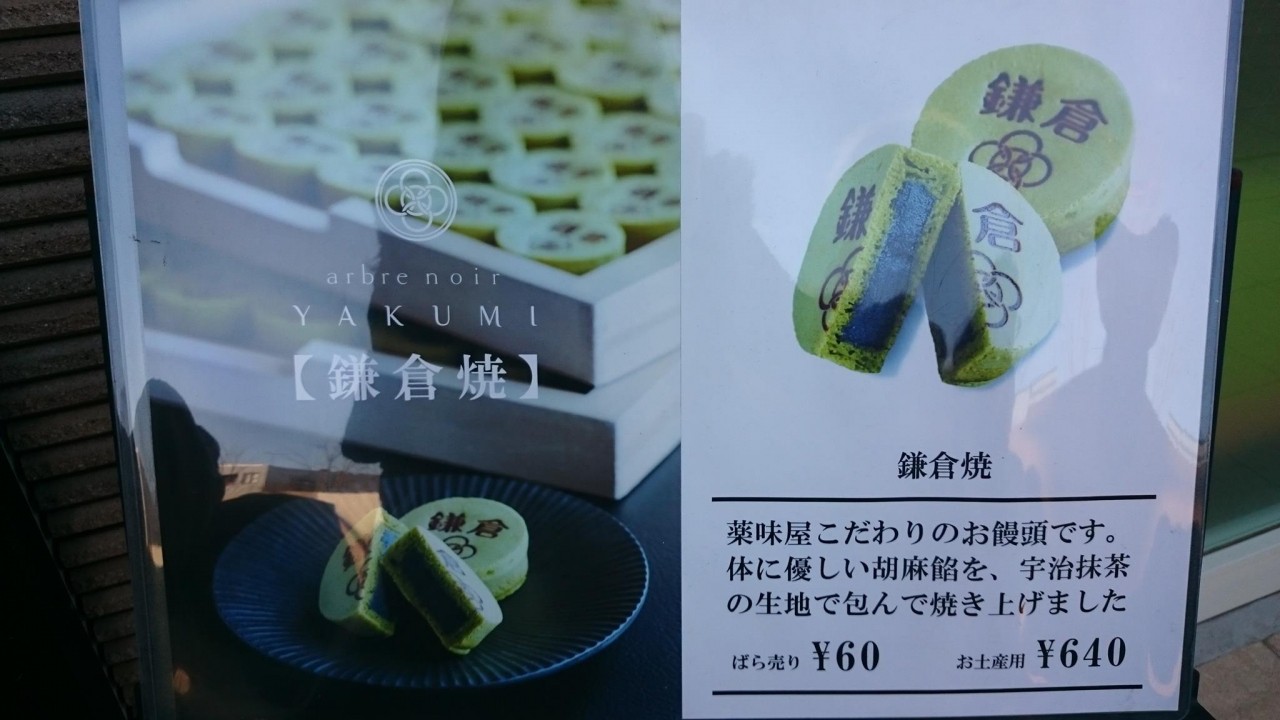 arbre noir
YAKUMI
【鎌倉焼】
鎌倉
鎌倉
鎌
倉
鎌倉焼
薬味屋こだわりのお饅頭です。
体に優しい胡麻餡を、宇治抹茶
の生地で包んで焼き上げました
ばら売り ¥60 お土産用 ¥640